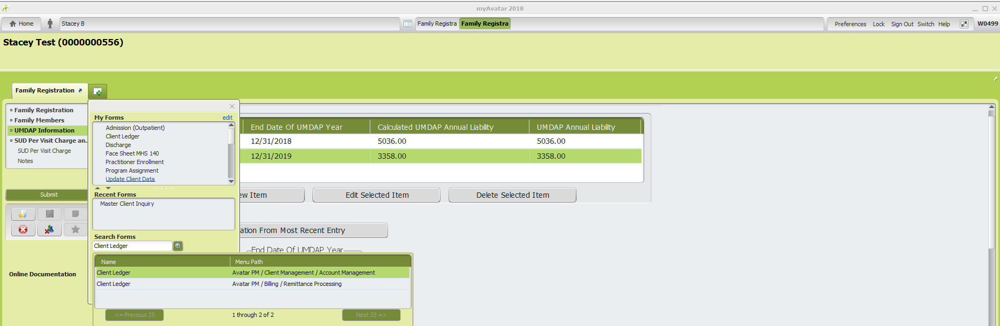 myAvatar 2018
Home
Stacey B
Family Registra
Family Registra
Preferences Lock Sign Out Switch Help
W0499
Stacey Test (0000000556)
Family Registration
Family Registration
Family Members
UMDAP Information
SUD Per Visit Charge an...
SUD Per Visit Charge
Notes
Submit
Online Documentation
My Forms edit
Admission (Outpatient)
Client Ledger
Discharge
Face Sheet MHS 140
Practitioner Enrollment
Program Assignment
Update Client Data
Recent Forms
Master Client Inquiry
Search Forms
Client Ledger
End Date Of UMDAP Year Calculated UMDAP Annual Liability UMDAP Annual Liability
12/31/2018 5036.00 5036.00
12/31/2019 3358.00 3358.00
ew Item Edit Selected Item Delete Selected Item
ation From Most Recent Entry
End Date Of UMDAP Year
Name Menu Path
Client Ledger Avatar PM / Client Management / Account Management
Client Ledger Avatar PM / Billing / Remittance Processing
<= Previous 25 1 through 2 of 2 Next 25 =>